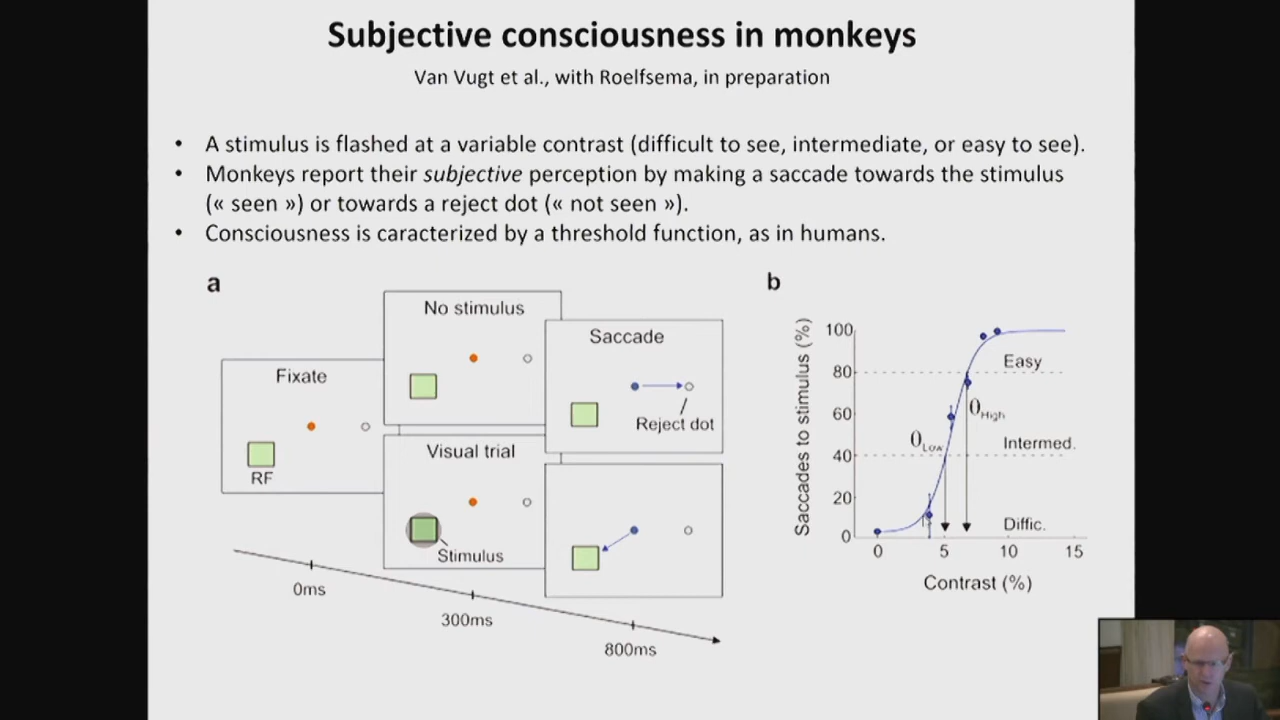 Subjective consciousness in monkeys
Van Vugt et al., with Roelfsema, in preparation
• A stimulus is flashed at a variable contrast (difficult to see, intermediate, or easy to see).
• Monkeys report their subjective perception by making a saccade towards the stimulus
(« seen ») or towards a reject dot (« not seen »).
• Consciousness is caracterized by a threshold function, as in humans.
a
Fixate
RF
No stimulus
Visual trial
Stimulus
Saccade
Reject dot
0ms
300ms
800ms
b
Saccades to stimulus (%)
100
80
60
40
20
0
Easy
θHigh
θLow
Intermed.
Diffic.
0 5 10 15
Contrast (%)